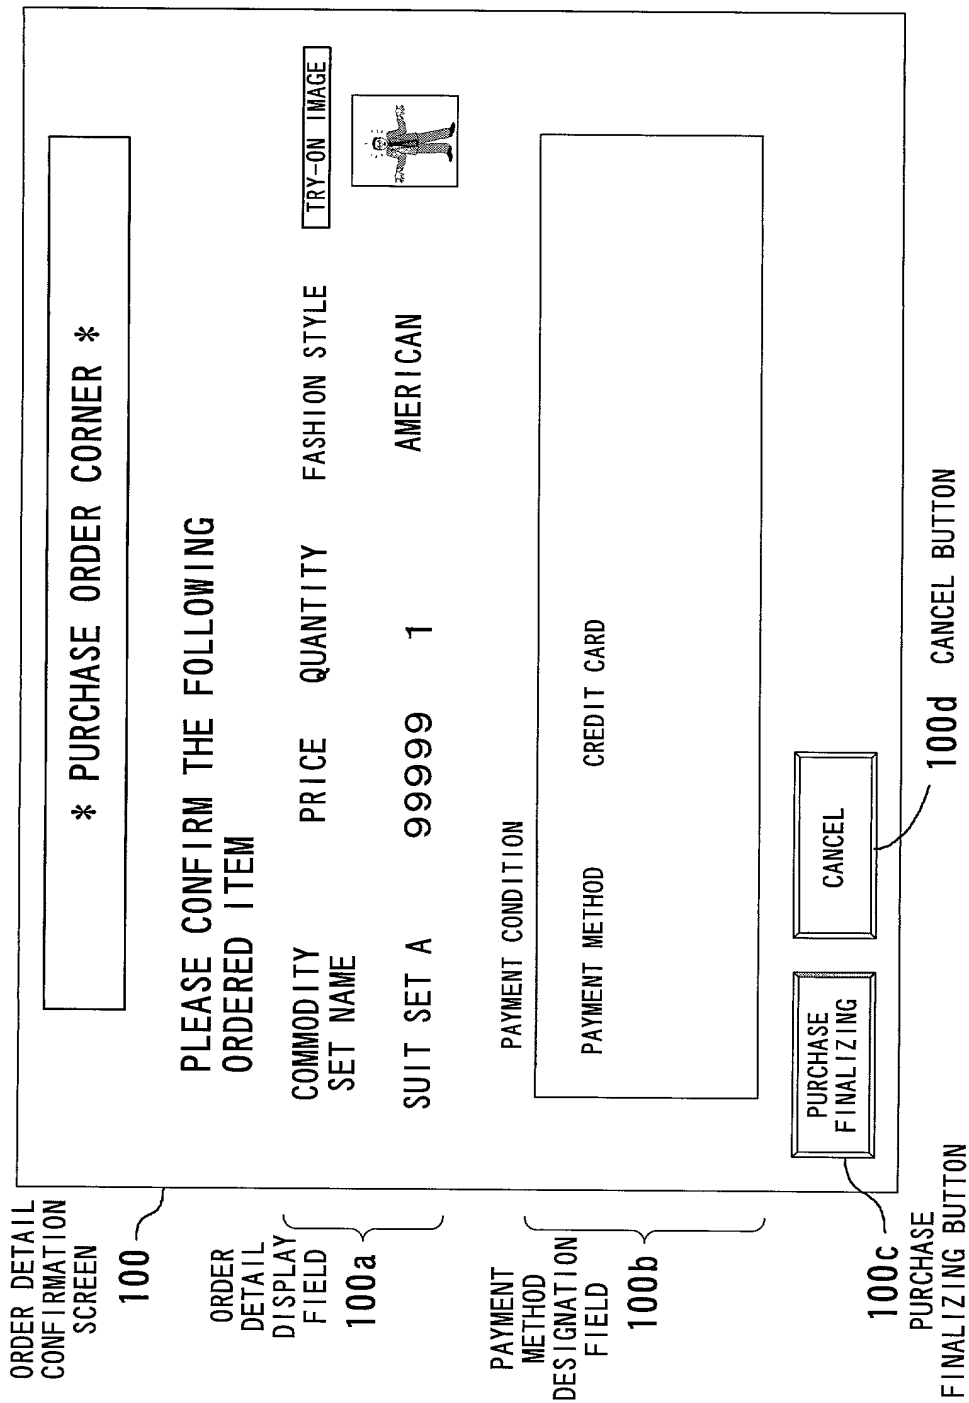 ORDER DETAIL
CONFIRMATION
SCREEN
100
* PURCHASE ORDER CORNER *
PLEASE CONFIRM THE FOLLOWING
ORDERED ITEM
ORDER
DETAIL
DISPLAY
FIELD
100a
COMMODITY
SET NAME
PRICE
QUANTITY
FASHION STYLE
TRY-ON IMAGE
SUIT SET A
99999
1
AMERICAN
PAYMENT CONDITION
PAYMENT
METHOD
DESIGNATION
FIELD
100b
PAYMENT METHOD
CREDIT CARD
PURCHASE
FINALIZING
CANCEL
100c
PURCHASE
FINALIZING BUTTON
100d CANCEL BUTTON